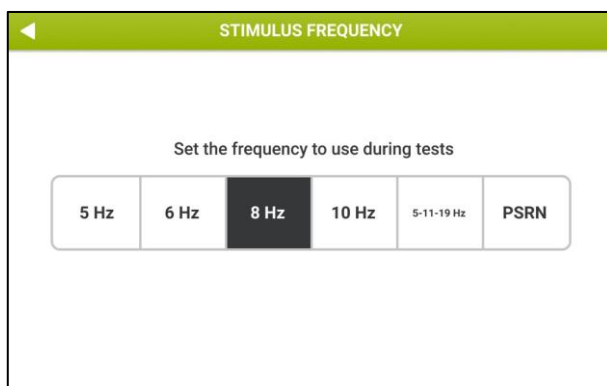 STIMULUS FREQUENCY
Set the frequency to use during tests
5 Hz 6 Hz 8 Hz 10 Hz 5-11-19 Hz PSRN